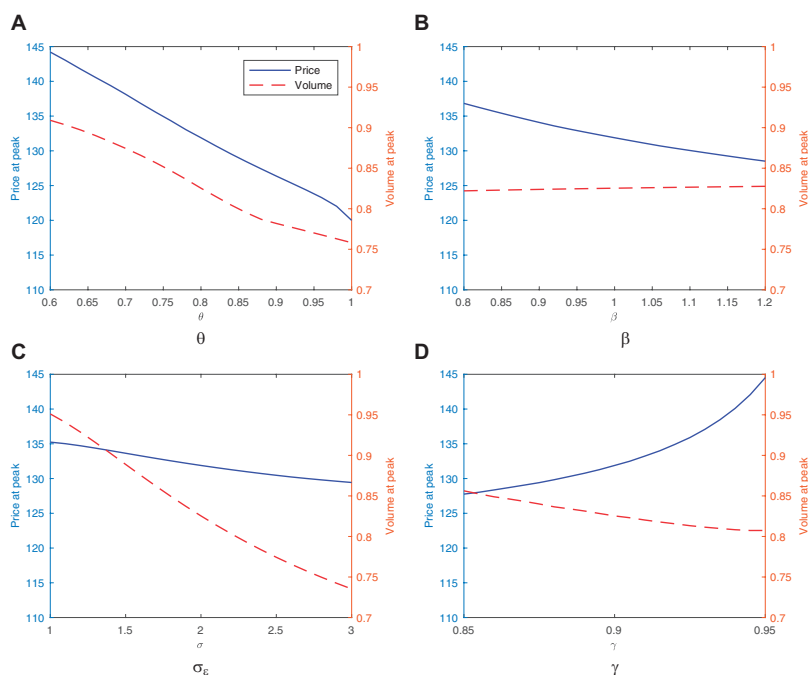 A
145
140
135
130
125
120
115
110
Price at peak
1
0.95
0.9
0.85
0.8
0.75
0.7
Volume at peak
Price
Volume
0.6 0.65 0.7 0.75 0.8 0.85 0.9 0.95 1
θ
θ
B
145
140
135
130
125
120
115
110
Price at peak
1
0.95
0.9
0.85
0.8
0.75
0.7
Volume at peak
0.8 0.85 0.9 0.95 1 1.05 1.1 1.15 1.2
β
β
C
145
140
135
130
125
120
115
110
Price at peak
1
0.95
0.9
0.85
0.8
0.75
0.7
Volume at peak
1 1.5 2 2.5 3
σ
σε
D
145
140
135
130
125
120
115
110
Price at peak
1
0.95
0.9
0.85
0.8
0.75
0.7
Volume at peak
0.85 0.9 0.95
γ
γ